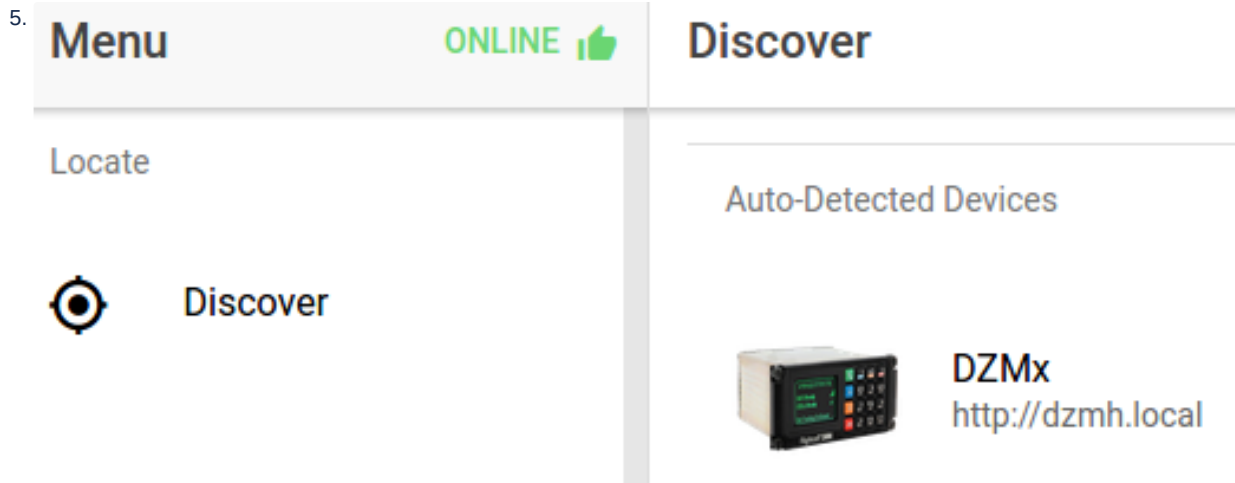 5.
Menu
ONLINE
Locate
Discover
Discover
Auto-Detected Devices
DZMx
http://dzmh.local